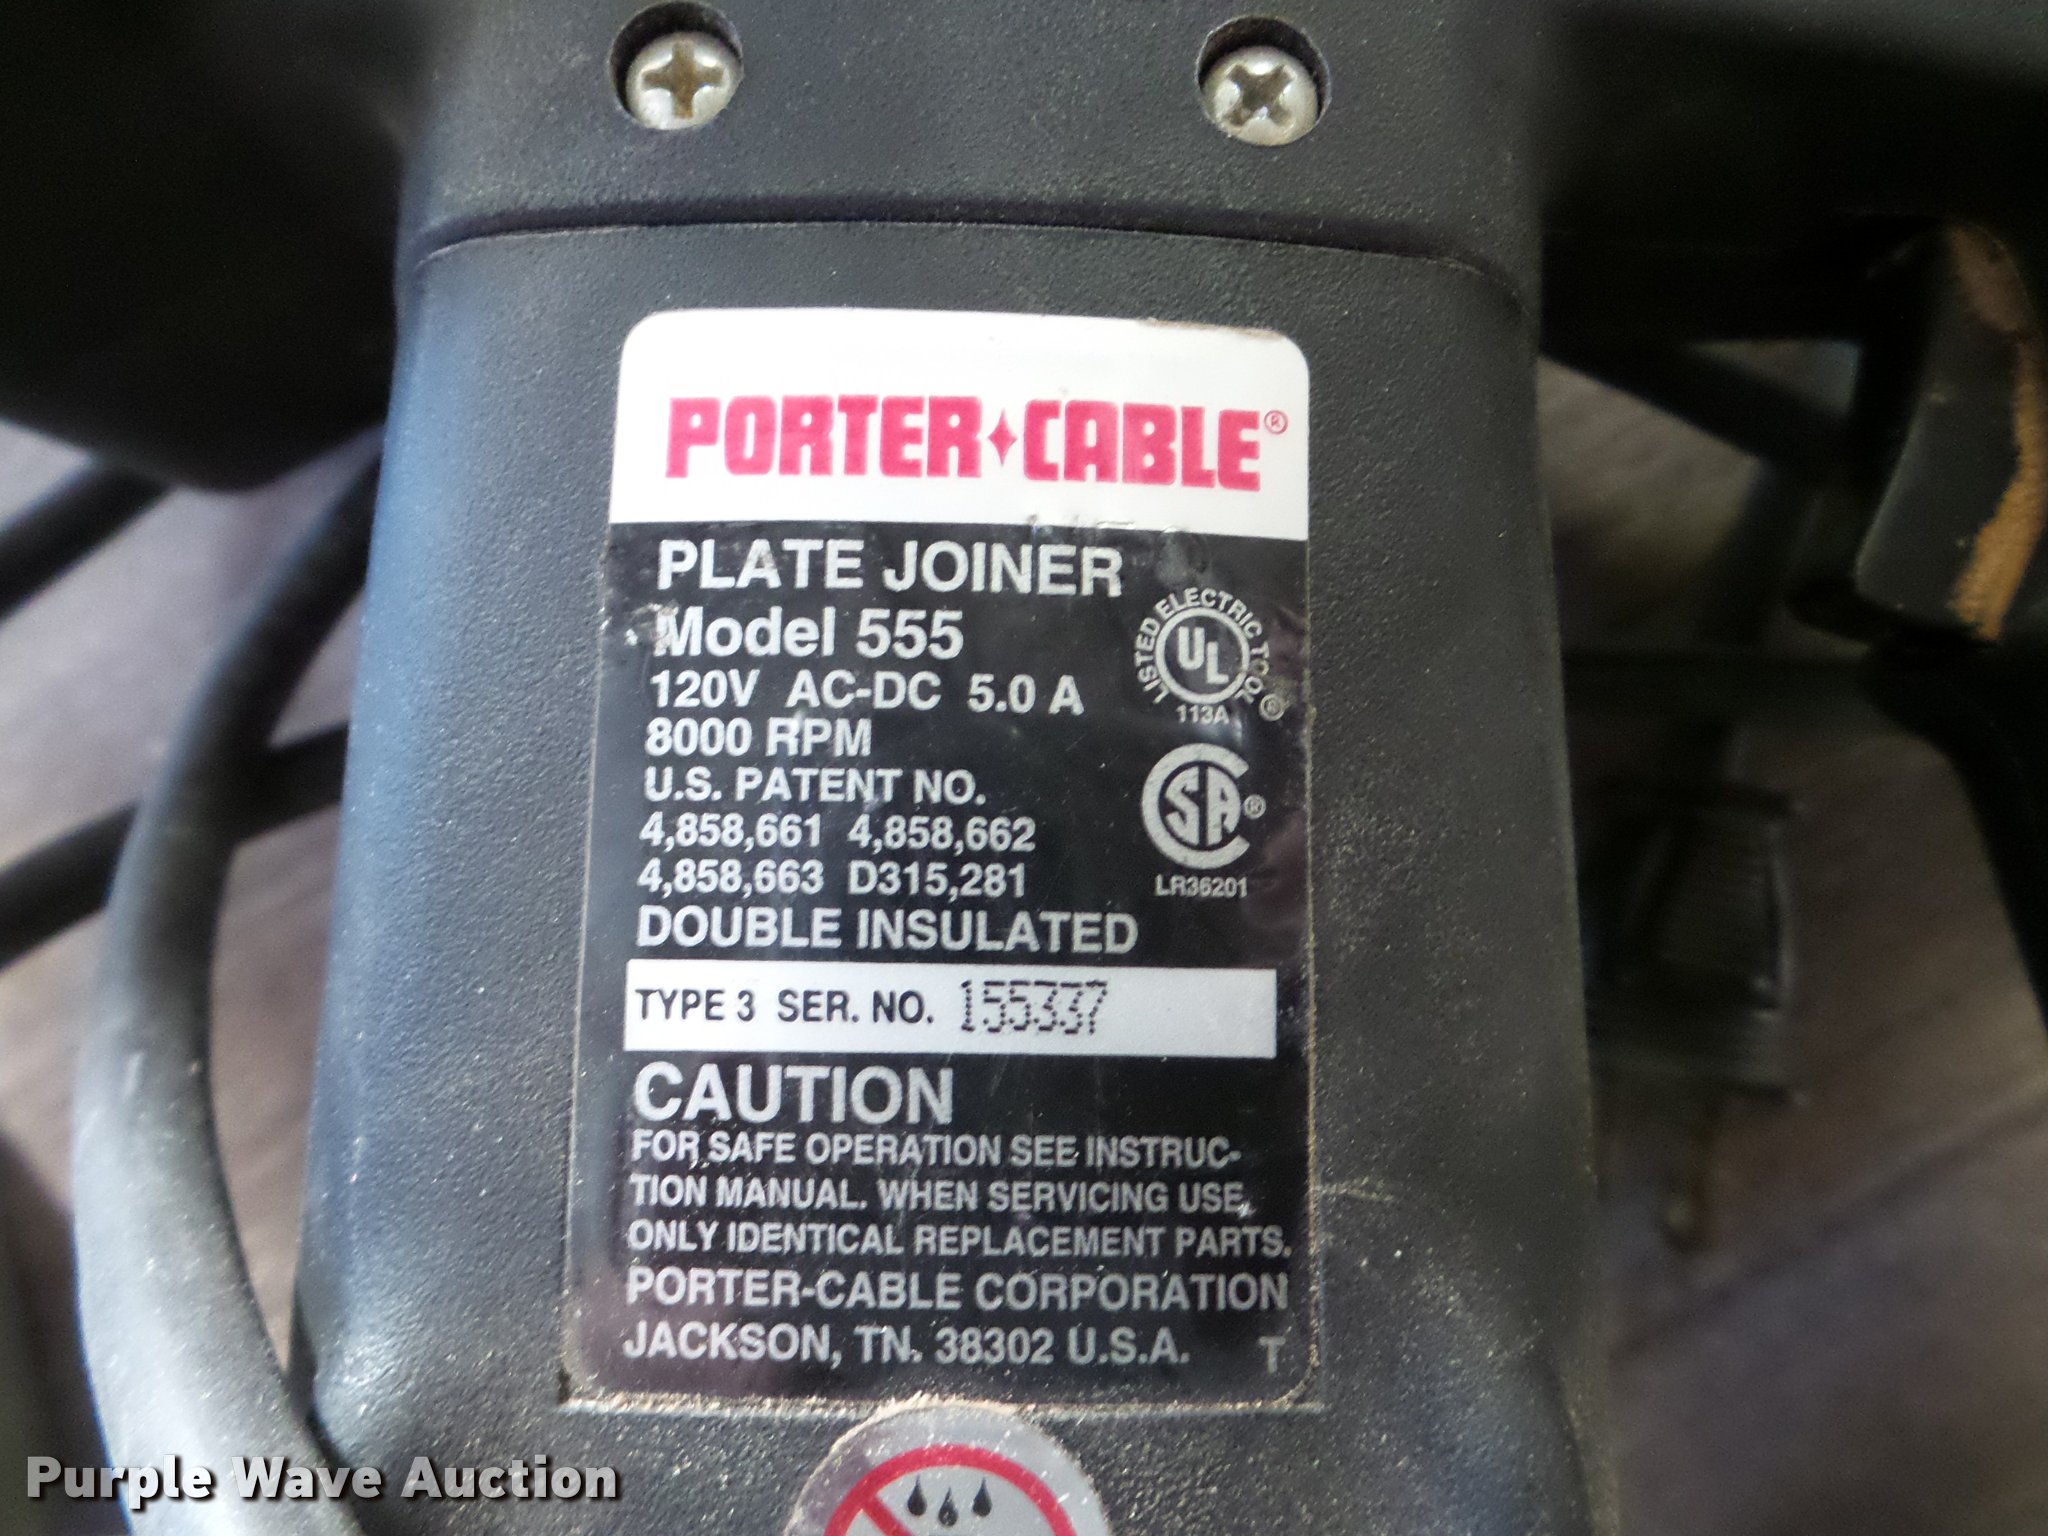 PORTER✦CABLE®
PLATE JOINER
Model 555
120V AC-DC 5.0 A
8000 RPM
LISTED ELECTRIC TOOL ®
UL
113A
U.S. PATENT NO.
4,858,661 4,858,662
4,858,663 D315,281
SA ®
LR36201
DOUBLE INSULATED
TYPE 3 SER. NO. 155337
CAUTION
FOR SAFE OPERATION SEE INSTRUC-
TION MANUAL. WHEN SERVICING USE
ONLY IDENTICAL REPLACEMENT PARTS.
PORTER-CABLE CORPORATION
JACKSON, TN. 38302 U.S.A. T
Purple Wave Auction